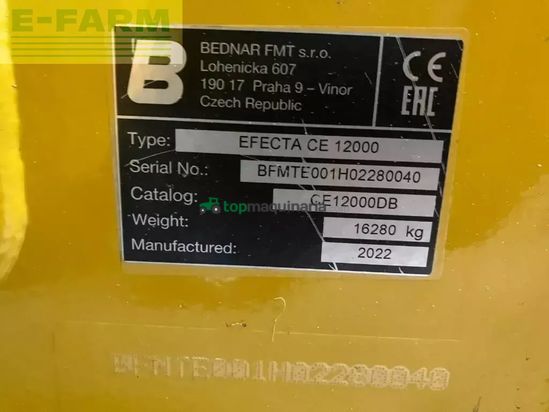 E-FARM
B
BEDNAR FMT s.r.o.
Lohenicka 607
190 17 Praha 9 – Vinor
Czech Republic
CE
EAC
Type: EFECTA CE 12000
Serial No.: BFMTE001H02280040
Catalog: CE12000DB
topmaquinaria
Weight: 16280 kg
Manufactured: 2022
BFMTE001H02280040